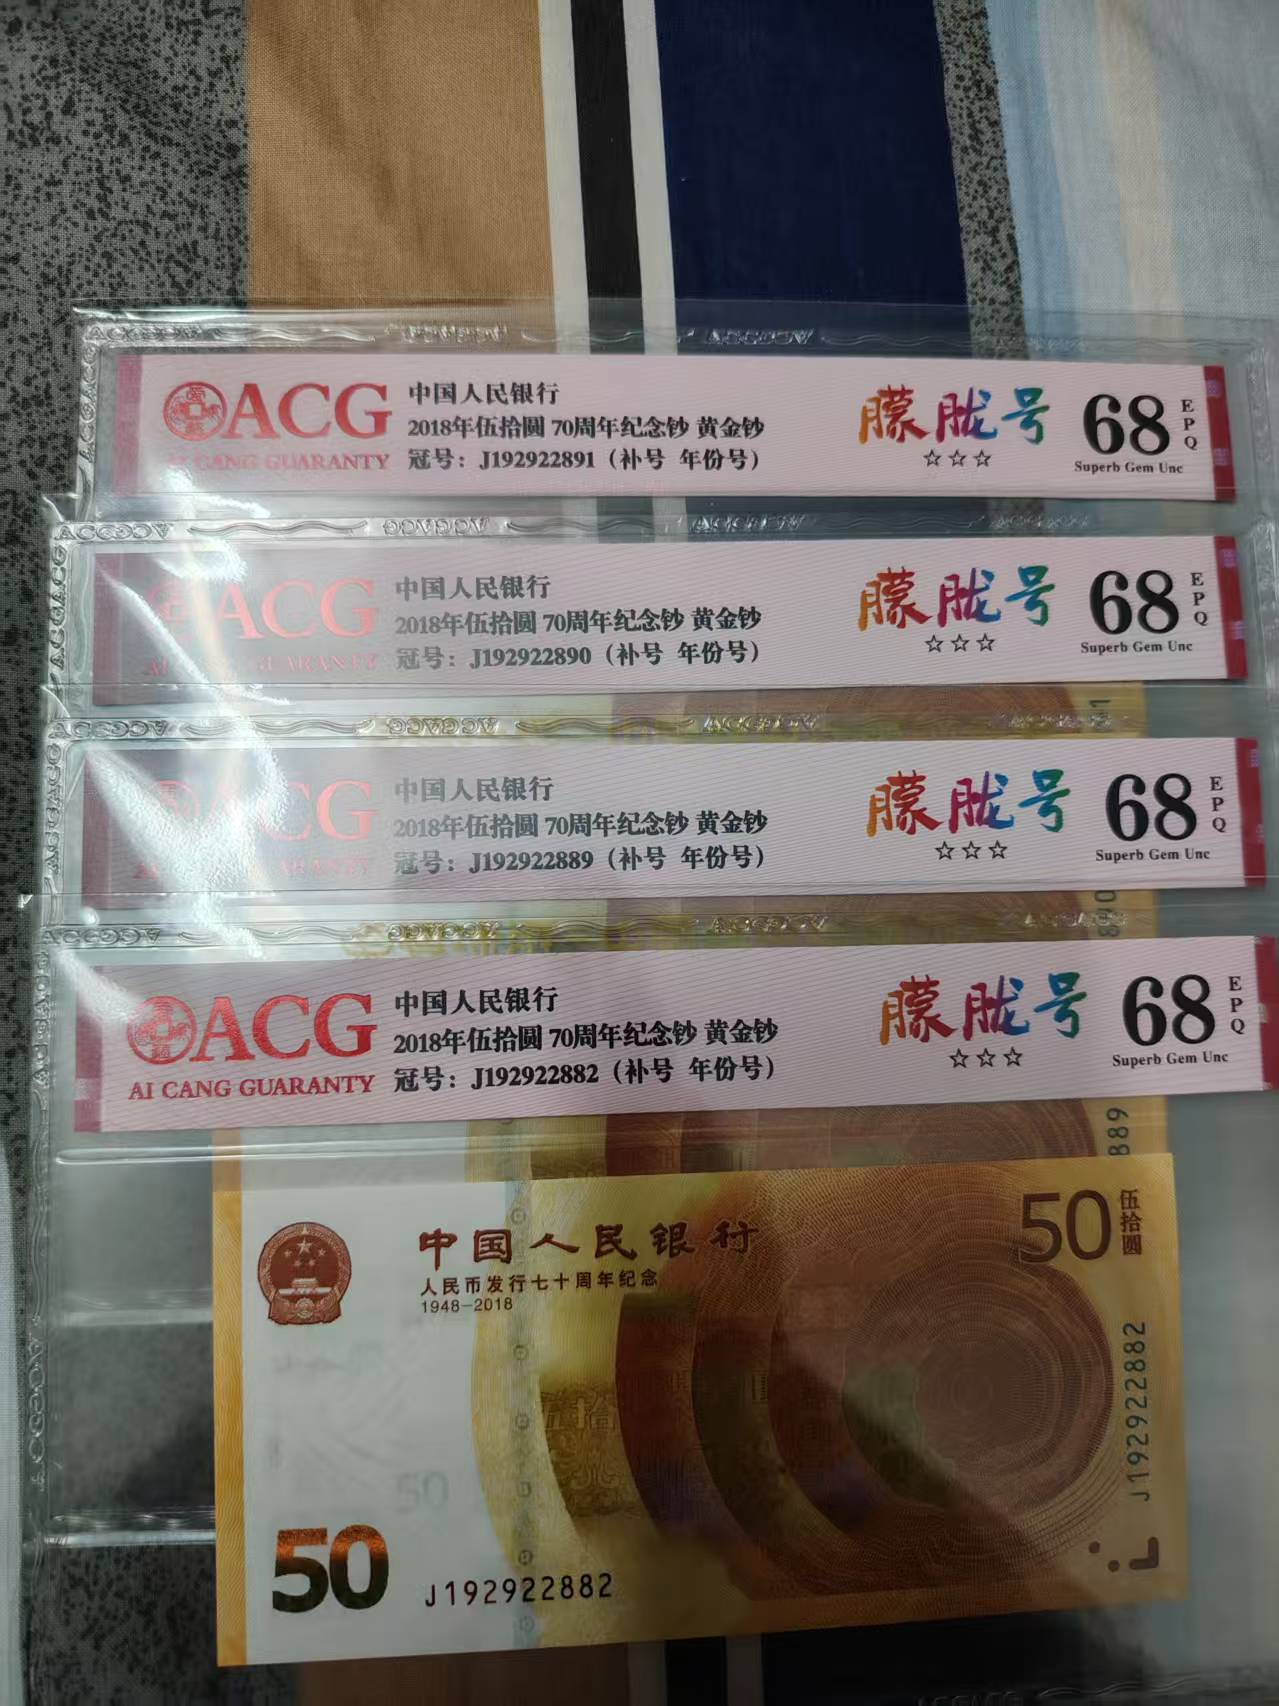 ACG
AI CANG GUARANTY
中国人民银行
2018年伍拾圆 70周年纪念钞 黄金钞
冠号：J192922891（补号 年份号）
朦胧号
☆☆☆
68
EPQ
Superb Gem Unc
ACG
AI CANG GUARANTY
中国人民银行
2018年伍拾圆 70周年纪念钞 黄金钞
冠号：J192922890（补号 年份号）
朦胧号
☆☆☆
68
EPQ
Superb Gem Unc
ACG
中国人民银行
2018年伍拾圆 70周年纪念钞 黄金钞
冠号：J192922889（补号 年份号）
朦胧号
☆☆☆
68
EPQ
Superb Gem Unc
ACG
AI CANG GUARANTY
中国人民银行
2018年伍拾圆 70周年纪念钞 黄金钞
冠号：J192922882（补号 年份号）
朦胧号
☆☆☆
68
EPQ
Superb Gem Unc
889
中国人民银行
人民币发行七十周年纪念
1948-2018
50
伍拾圆
J192922882
伍拾
50
50
J192922882